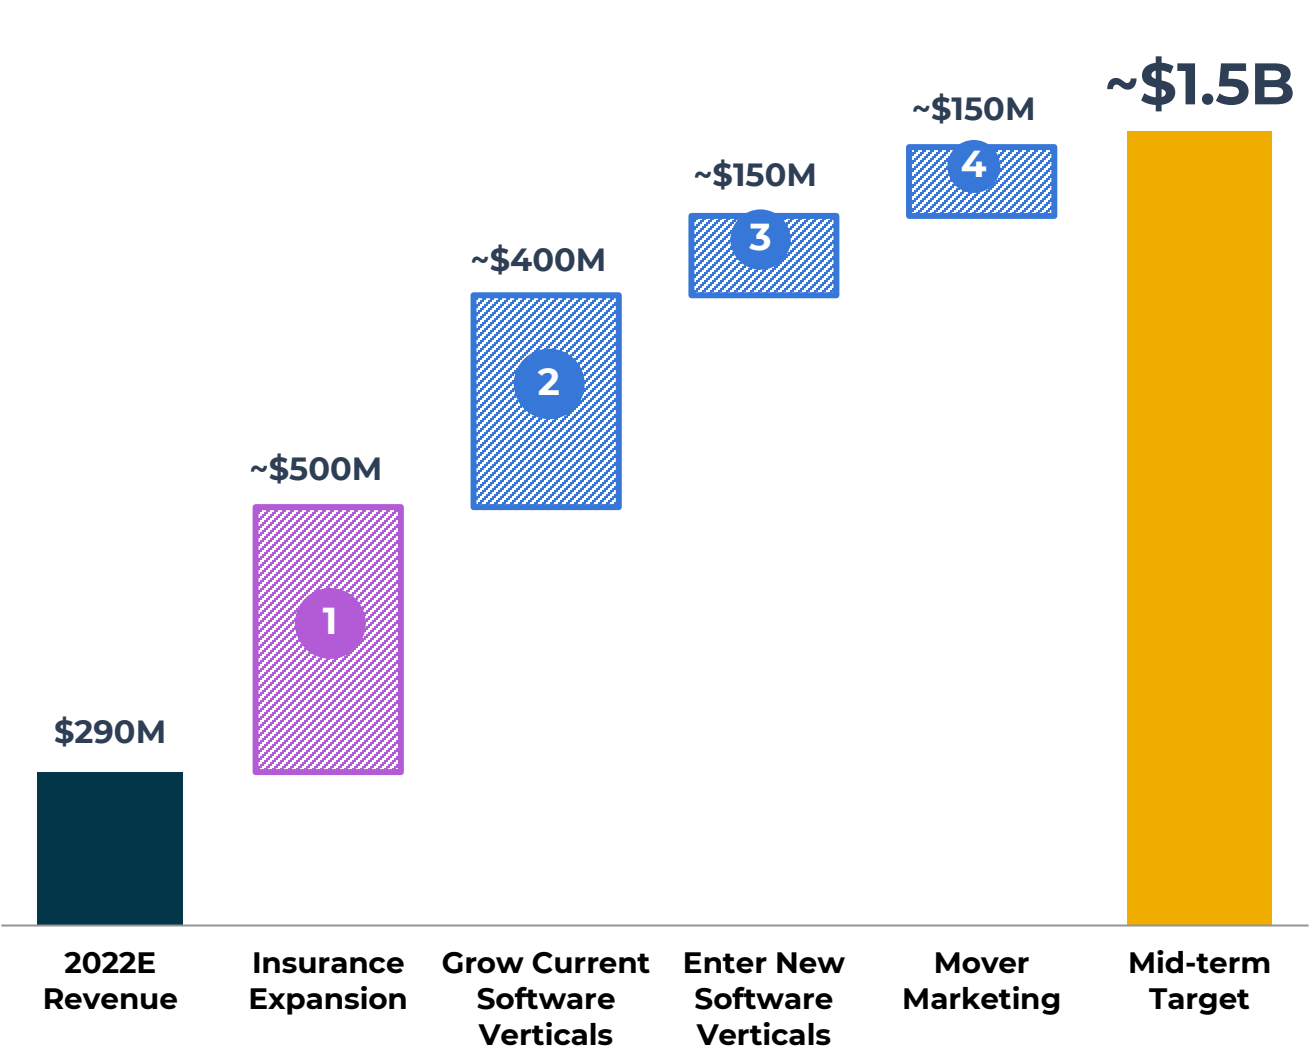 ~$1.5B
~$150M
4
~$150M
3
~$400M
2
~$500M
1
$290M
2022E
Revenue
Insurance
Expansion
Grow Current
Software
Verticals
Enter New
Software
Verticals
Mover
Marketing
Mid-term
Target